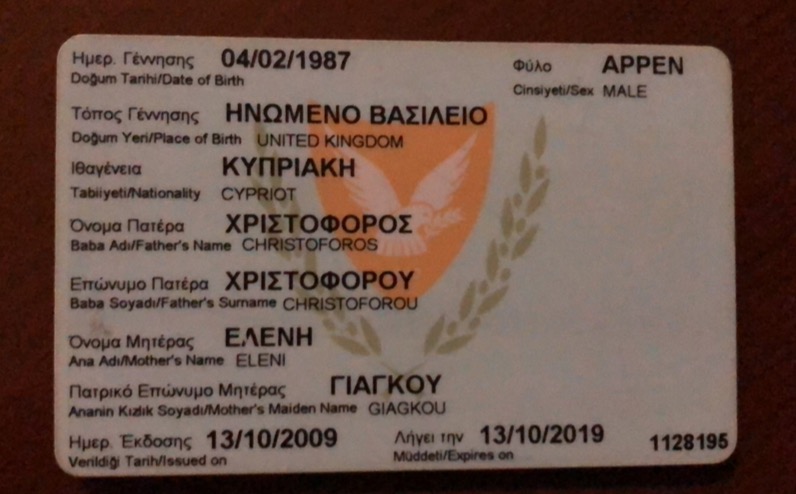 Ημερ. Γέννησης 04/02/1987 Φύλο ΑΡΡΕΝ
Doğum Tarihi/Date of Birth Cinsiyeti/Sex MALE
Τόπος Γέννησης ΗΝΩΜΕΝΟ ΒΑΣΙΛΕΙΟ
Doğum Yeri/Place of Birth UNITED KINGDOM
Ιθαγένεια ΚΥΠΡΙΑΚΗ
Tabiiyeti/Nationality CYPRIOT
Όνομα Πατέρα ΧΡΙΣΤΟΦΟΡΟΣ
Baba Adı/Father's Name CHRISTOFOROS
Επώνυμο Πατέρα ΧΡΙΣΤΟΦΟΡΟΥ
Baba Soyadı/Father's Surname CHRISTOFOROU
Όνομα Μητέρας ΕΛΕΝΗ
Ana Adı/Mother's Name ELENI
Πατρικό Επώνυμο Μητέρας ΓΙΑΓΚΟΥ
Ananin Kızlık Soyadı/Mother's Maiden Name GIAGKOU
Ημερ. Έκδοσης 13/10/2009 Λήγει την 13/10/2019 1128195
Verildiği Tarih/Issued on Müddeti/Expires on